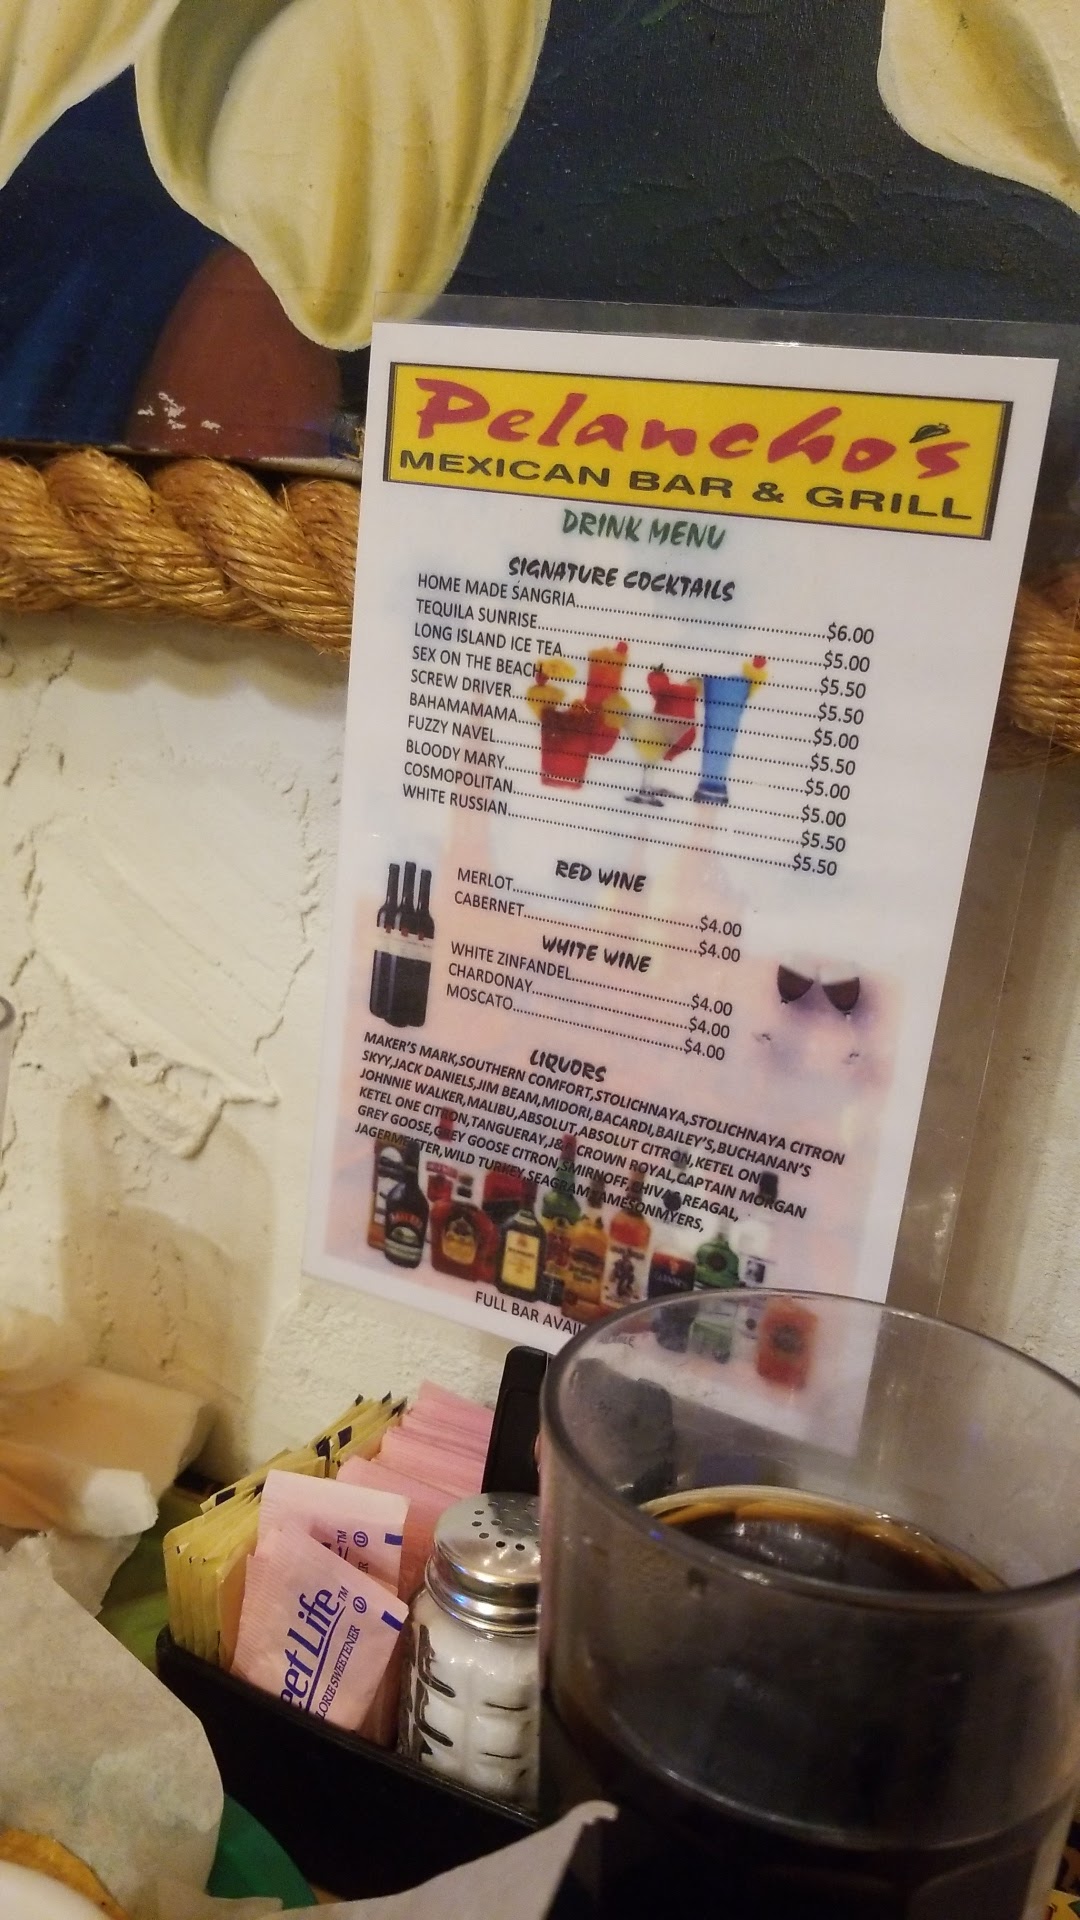 Pelancho's
MEXICAN BAR & GRILL
DRINK MENU
SIGNATURE COCKTAILS
HOME MADE SANGRIA....................$6.00
TEQUILA SUNRISE....................$5.00
LONG ISLAND ICE TEA....................$5.50
SEX ON THE BEACH....................$5.50
SCREW DRIVER....................$5.00
BAHAMAMAMA....................$5.50
FUZZY NAVEL....................$5.00
BLOODY MARY....................$5.00
COSMOPOLITAN....................$5.50
WHITE RUSSIAN....................$5.50
RED WINE
MERLOT....................$4.00
CABERNET....................$4.00
WHITE WINE
WHITE ZINFANDEL....................$4.00
CHARDONAY....................$4.00
MOSCATO....................$4.00
LIQUORS
MAKER'S MARK,SOUTHERN COMFORT,STOLICHNAYA,STOLICHNAYA CITRON
SKYY,JACK DANIELS,JIM BEAM,MIDORI,BACARDI,BAILEY'S,BUCHANAN'S
JOHNNIE WALKER,MALIBU,ABSOLUT,ABSOLUT CITRON,KETEL ONE
KETEL ONE CITRON,TANGUERAY,J&B CROWN ROYAL,CAPTAIN MORGAN
GREY GOOSE,GREY GOOSE CITRON,SMIRNOFF,CHIVAS REAGAL,
JAGERMEISTER,WILD TURKEY,SEAGRAM,JAMESONMYERS,
FULL BAR AVAI
eet Life™
LORIE SWEETENER